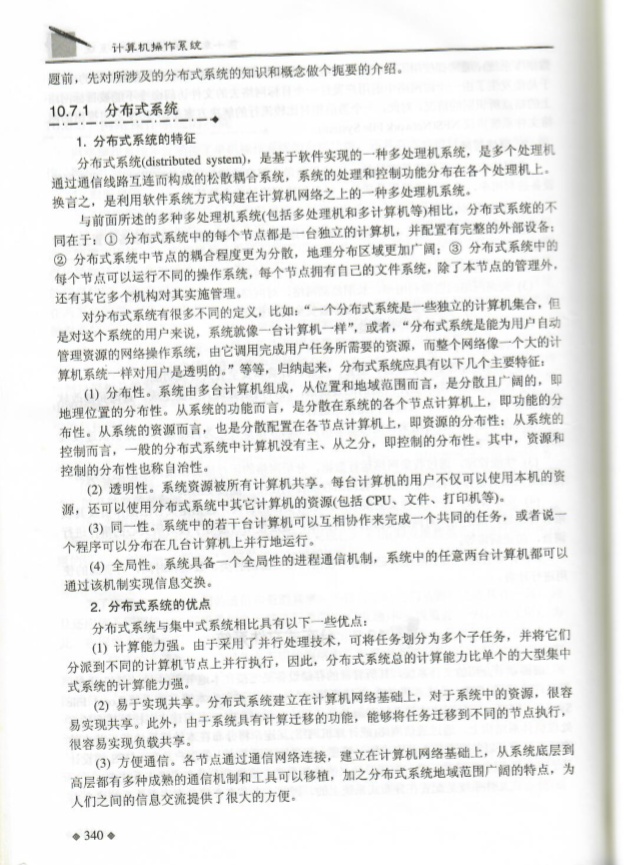 计算机操作系统
题前，先对所涉及的分布式系统的知识和概念做个扼要的介绍。
10.7.1 分布式系统
1. 分布式系统的特征
分布式系统(distributed system)，是基于软件实现的一种多处理机系统，是多个处理机
通过通信线路互连而构成的松散耦合系统，系统的处理和控制功能分布在各个处理机上。
换言之，是利用软件系统方式构建在计算机网络之上的一种多处理机系统。
与前面所述的多种多处理机系统(包括多处理机和多计算机等)相比，分布式系统的不
同在于：① 分布式系统中的每个节点都是一台独立的计算机，并配置有完整的外部设备；
② 分布式系统中节点的耦合程度更为分散，地理分布区域更加广阔；③ 分布式系统中的
每个节点可以运行不同的操作系统，每个节点拥有自己的文件系统，除了本节点的管理外，
还有其它多个机构对其实施管理。
对分布式系统有很多不同的定义，比如：“一个分布式系统是一些独立的计算机集合，但
是对这个系统的用户来说，系统就像一台计算机一样”，或者，“分布式系统是能为用户自动
管理资源的网络操作系统，由它调用完成用户任务所需要的资源，而整个网络像一个大的计
算机系统一样对用户是透明的。”等等，归纳起来，分布式系统应具有以下几个主要特征：
(1) 分布性。系统由多台计算机组成，从位置和地域范围而言，是分散且广阔的，即
地理位置的分布性。从系统的功能而言，是分散在系统的各个节点计算机上，即功能的分
布性。从系统的资源而言，也是分散配置在各节点计算机上，即资源的分布性；从系统的
控制而言，一般的分布式系统中计算机没有主、从之分，即控制的分布性。其中，资源和
控制的分布性也称自治性。
(2) 透明性。系统资源被所有计算机共享。每台计算机的用户不仅可以使用本机的资
源，还可以使用分布式系统中其它计算机的资源(包括 CPU、文件、打印机等)。
(3) 同一性。系统中的若干台计算机可以互相协作来完成一个共同的任务，或者说一
个程序可以分布在几台计算机上并行地运行。
(4) 全局性。系统具备一个全局性的进程通信机制，系统中的任意两台计算机都可以
通过该机制实现信息交换。
2. 分布式系统的优点
分布式系统与集中式系统相比具有以下一些优点：
(1) 计算能力强。由于采用了并行处理技术，可将任务划分为多个子任务，并将它们
分派到不同的计算机节点上并行执行，因此，分布式系统总的计算能力比单个的大型集中
式系统的计算能力强。
(2) 易于实现共享。分布式系统建立在计算机网络基础上，对于系统中的资源，很容
易实现共享。此外，由于系统具有计算迁移的功能，能够将任务迁移到不同的节点执行，
很容易实现负载共享。
(3) 方便通信。各节点通过通信网络连接，建立在计算机网络基础上，从系统底层到
高层都有多种成熟的通信机制和工具可以移植，加之分布式系统地域范围广阔的特点，为
人们之间的信息交流提供了很大的方便。
340